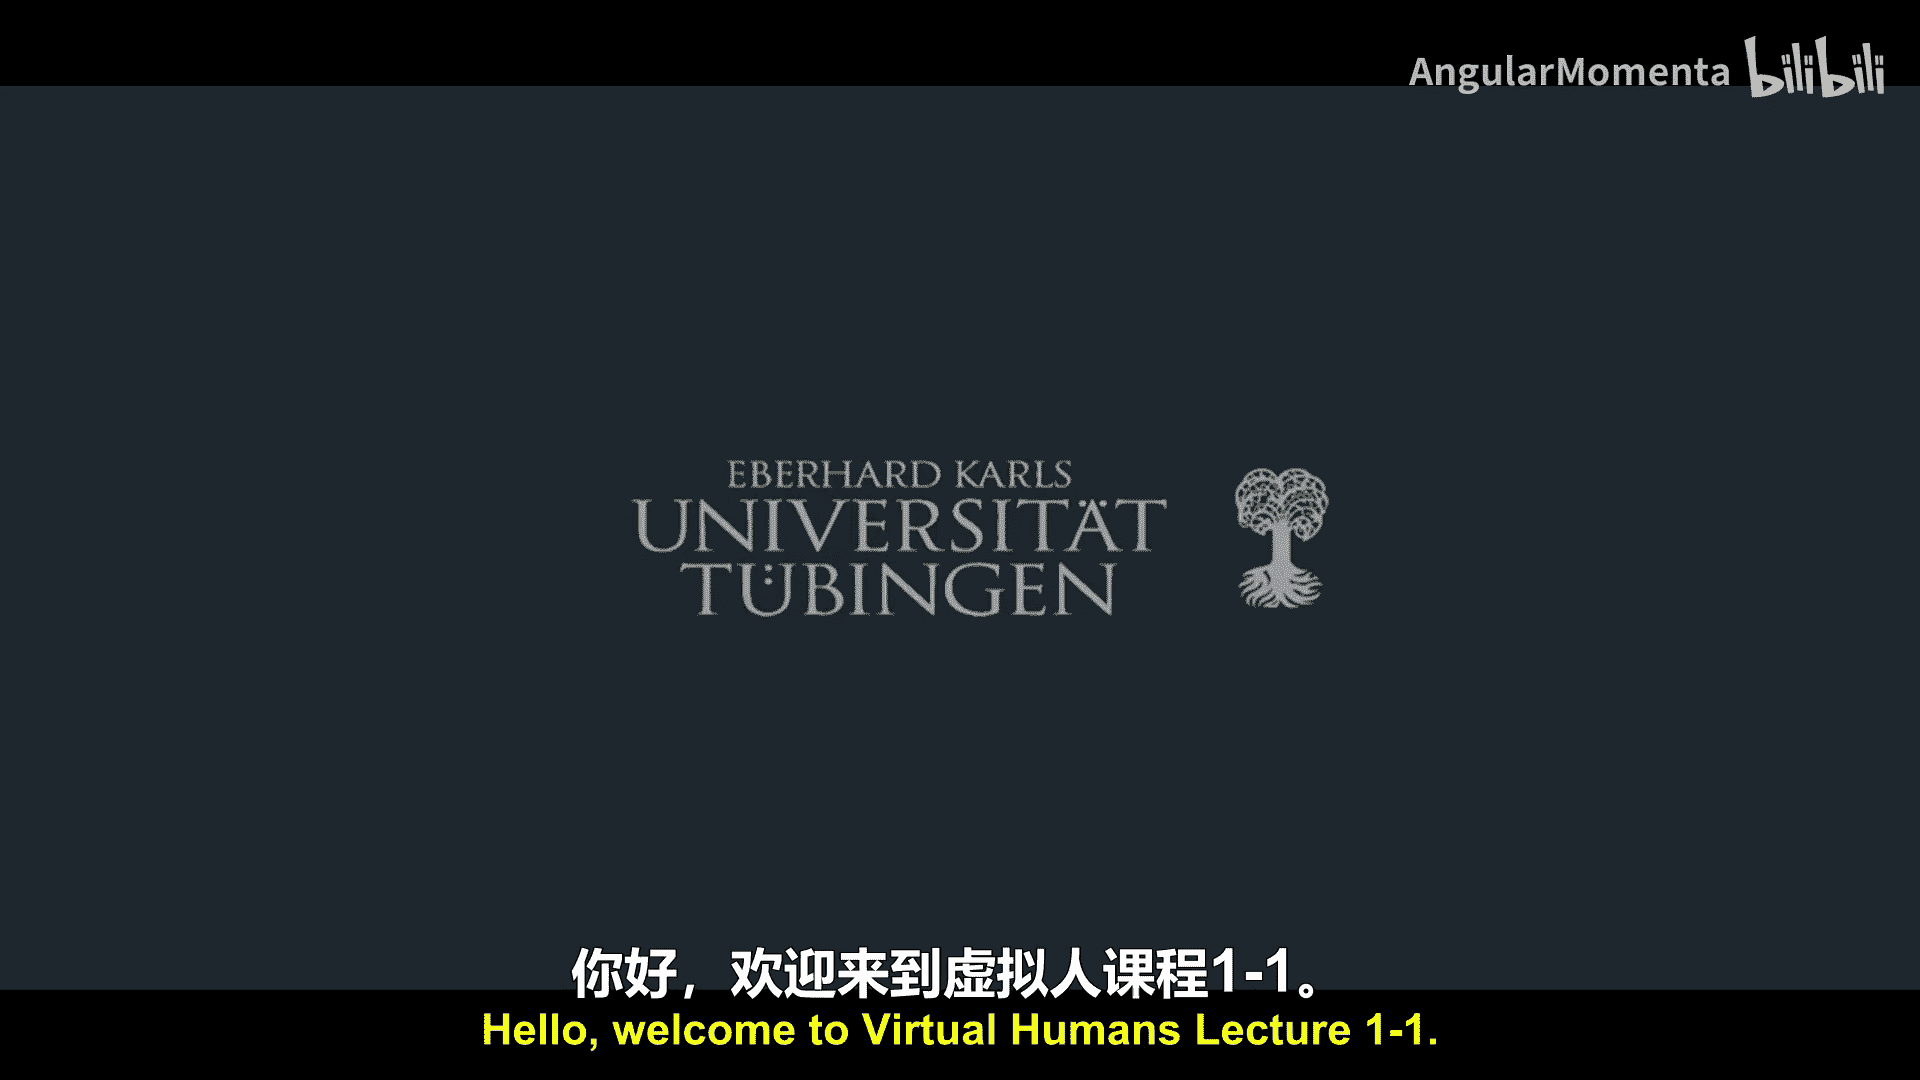 AngularMomenta bilibili
EBERHARD KARLS
UNIVERSITÄT
TÜBINGEN
你好，欢迎来到虚拟人课程1-1。
Hello, welcome to Virtual Humans Lecture 1-1.